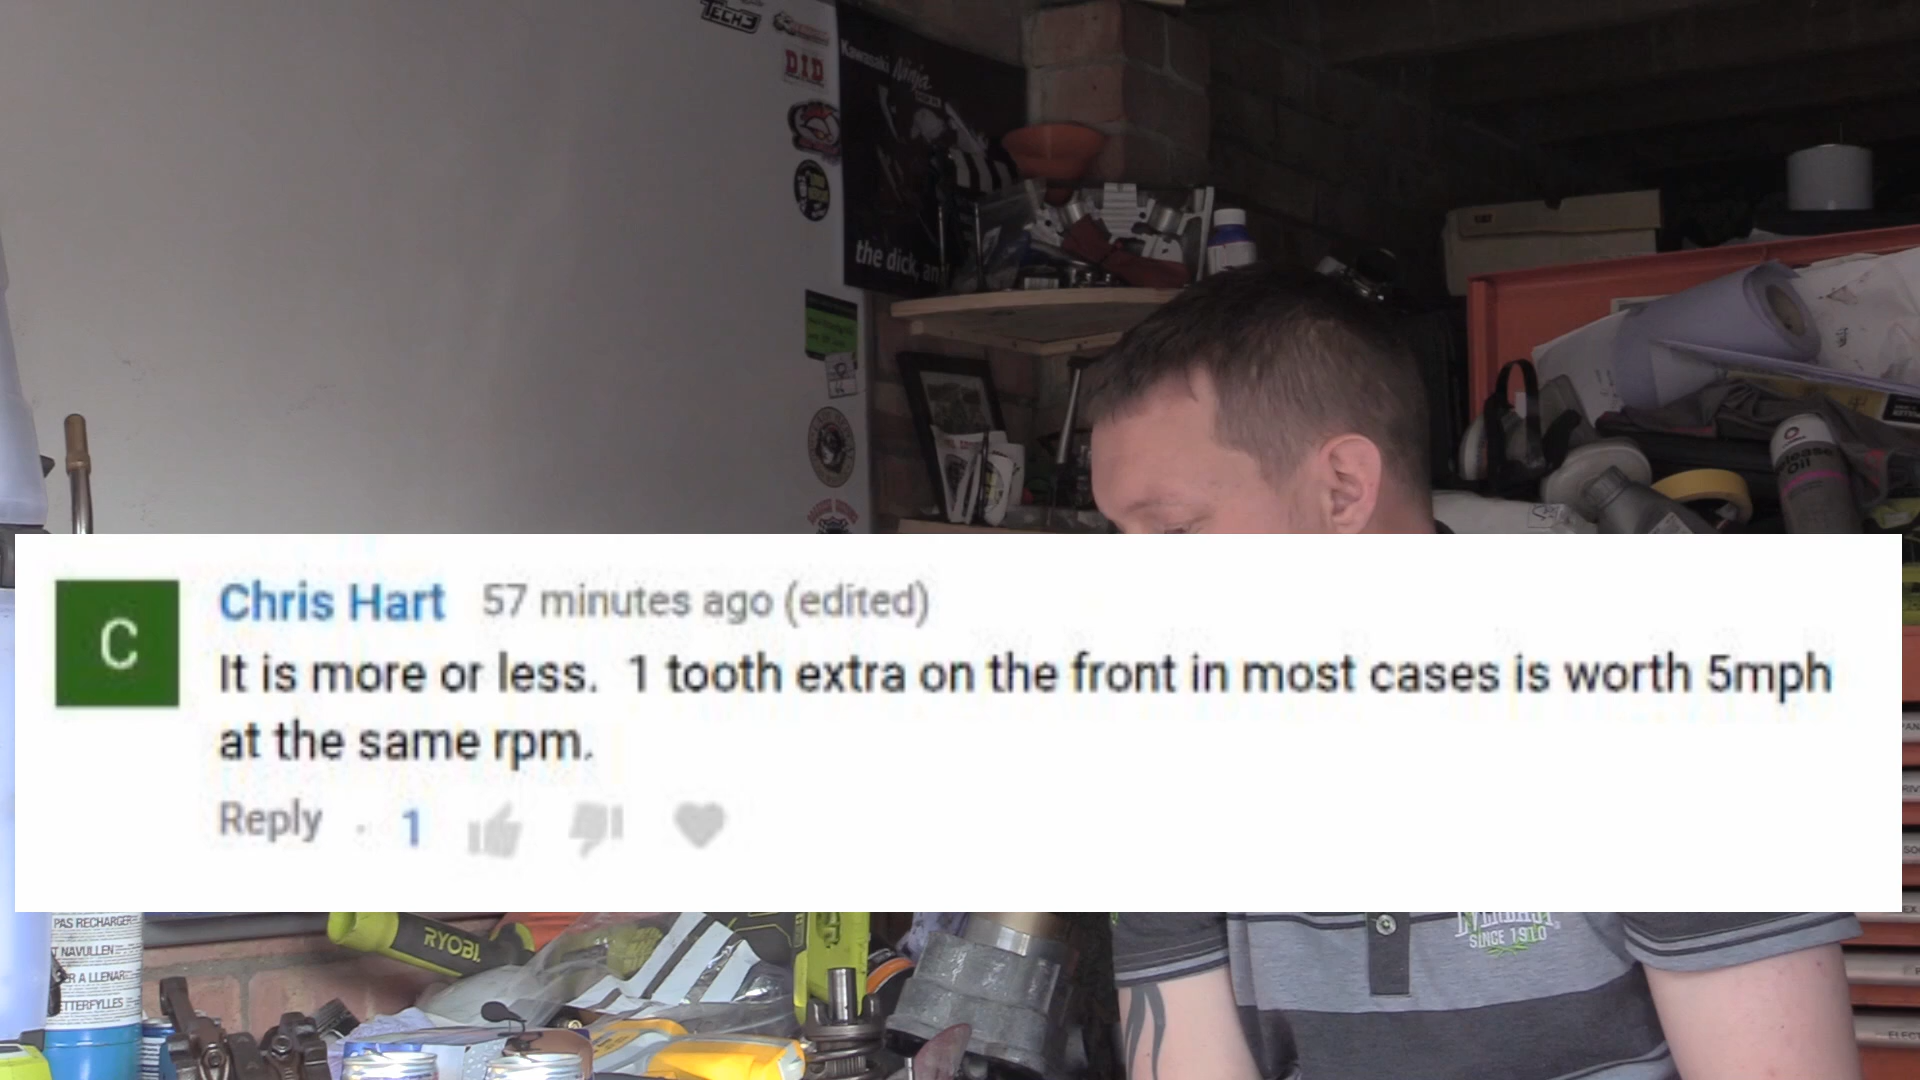 TECH3
DID
Kawasaki Ninja
the dick, an
Chris Hart 57 minutes ago (edited)
It is more or less.  1 tooth extra on the front in most cases is worth 5mph
at the same rpm.
Reply · 1
C
PAS RECHARGER
T NAVULLEN
ER A LLENAR
ETTERFYLLES
RYOBI
SINCE 1910